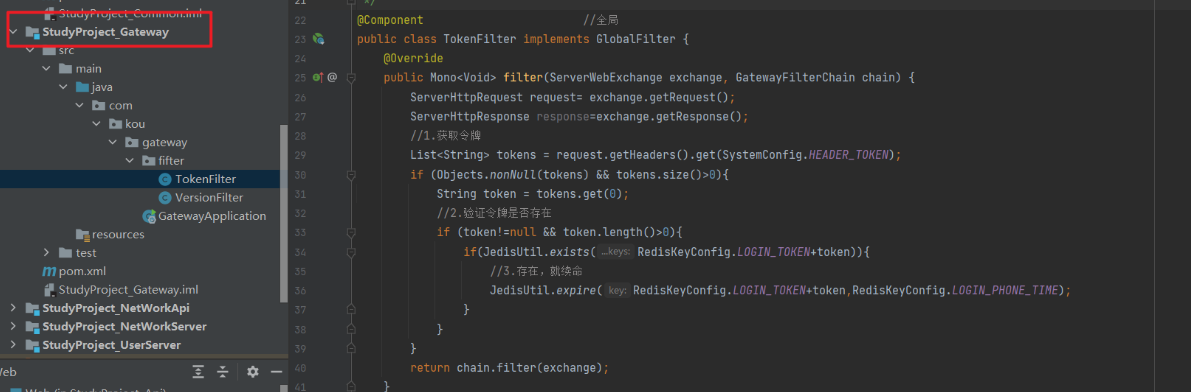 StudyProject_Common.iml
StudyProject_Gateway
src
main
java
com
kou
gateway
fifter
TokenFilter
VersionFilter
GatewayApplication
resources
test
pom.xml
StudyProject_Gateway.iml
StudyProject_NetWorkApi
StudyProject_NetWorkServer
StudyProject_UserServer
Web
21 */
22 @Component //全局
23 public class TokenFilter implements GlobalFilter {
24 @Override
25 public Mono<Void> filter(ServerWebExchange exchange, GatewayFilterChain chain) {
26 ServerHttpRequest request= exchange.getRequest();
27 ServerHttpResponse response=exchange.getResponse();
28 //1.获取令牌
29 List<String> tokens = request.getHeaders().get(SystemConfig.HEADER_TOKEN);
30 if (Objects.nonNull(tokens) && tokens.size()>0){
31 String token = tokens.get(0);
32 //2.验证令牌是否存在
33 if (token!=null && token.length()>0){
34 if(JedisUtil.exists( ...keys: RedisKeyConfig.LOGIN_TOKEN+token)){
35 //3.存在，就续命
36 JedisUtil.expire( key: RedisKeyConfig.LOGIN_TOKEN+token,RedisKeyConfig.LOGIN_PHONE_TIME);
37 }
38 }
39 }
40 return chain.filter(exchange);
41 }